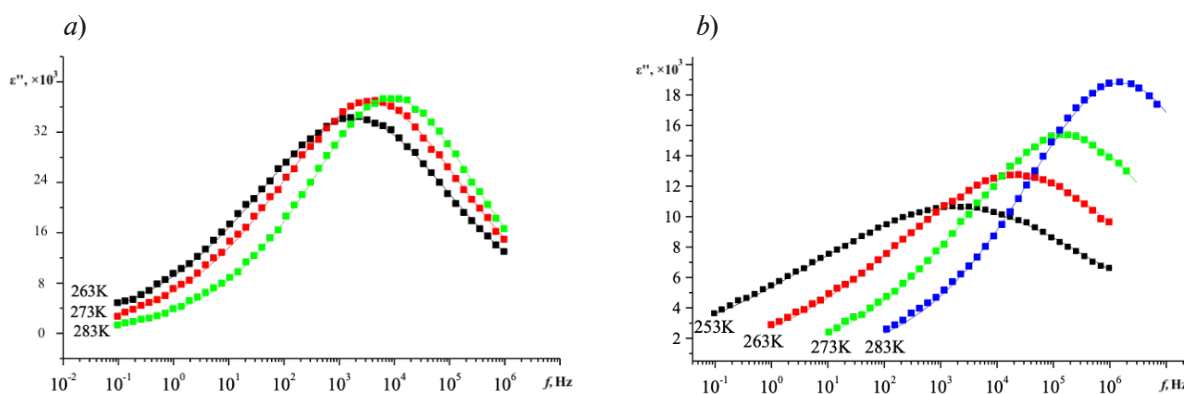 a)
ε", ×10³
32
24
16
8
0
263K
273K
283K
10⁻² 10⁻¹ 10⁰ 10¹ 10² 10³ 10⁴ 10⁵ 10⁶ f, Hz
b)
ε", ×10³
18
16
14
12
10
8
6
4
2
253K
263K
273K
283K
10⁻¹ 10⁰ 10¹ 10² 10³ 10⁴ 10⁵ 10⁶ f, Hz